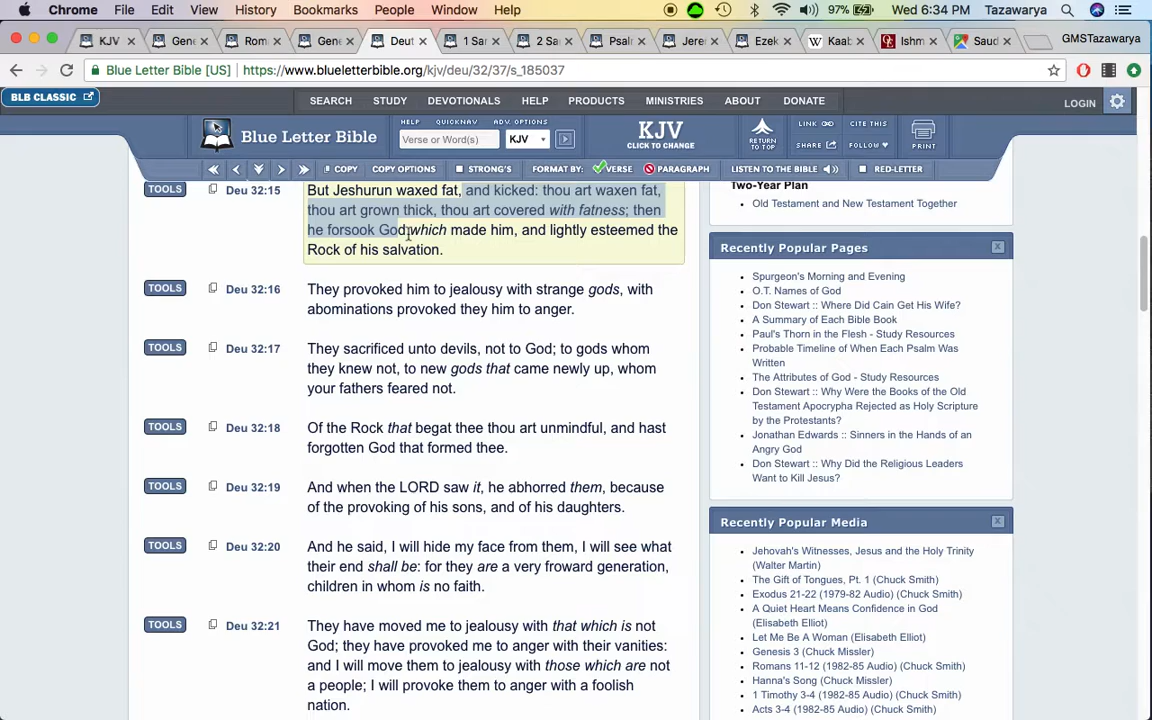 Chrome File Edit View History Bookmarks People Window Help 97% Wed 6:34 PM Tazawarya
KJV Gene Rom Gene Deut 1 Sar 2 Sar Psalr Jerer Ezek Kaab Ishm Saud GMSTazawarya
Blue Letter Bible [US] https://www.blueletterbible.org/kjv/deu/32/37/s_185037
BLB CLASSIC
SEARCH STUDY DEVOTIONALS HELP PRODUCTS MINISTRIES ABOUT DONATE LOGIN
Blue Letter Bible
HELP QUICKNAV ADV. OPTIONS
Verse or Word(s) KJV
KJV
CLICK TO CHANGE
RETURN TO TOP
LINK CITE THIS
SHARE FOLLOW
PRINT
COPY COPY OPTIONS STRONG'S FORMAT BY: VERSE PARAGRAPH LISTEN TO THE BIBLE RED-LETTER
TOOLS Deu 32:15 But Jeshurun waxed fat, and kicked: thou art waxen fat,
thou art grown thick, thou art covered with fatness; then
he forsook God which made him, and lightly esteemed the
Rock of his salvation.
TOOLS Deu 32:16 They provoked him to jealousy with strange gods, with
abominations provoked they him to anger.
TOOLS Deu 32:17 They sacrificed unto devils, not to God; to gods whom
they knew not, to new gods that came newly up, whom
your fathers feared not.
TOOLS Deu 32:18 Of the Rock that begat thee thou art unmindful, and hast
forgotten God that formed thee.
TOOLS Deu 32:19 And when the LORD saw it, he abhorred them, because
of the provoking of his sons, and of his daughters.
TOOLS Deu 32:20 And he said, I will hide my face from them, I will see what
their end shall be: for they are a very froward generation,
children in whom is no faith.
TOOLS Deu 32:21 They have moved me to jealousy with that which is not
God; they have provoked me to anger with their vanities:
and I will move them to jealousy with those which are not
a people; I will provoke them to anger with a foolish
nation.
Two-Year Plan
Old Testament and New Testament Together
Recently Popular Pages
Spurgeon's Morning and Evening
O.T. Names of God
Don Stewart :: Where Did Cain Get His Wife?
A Summary of Each Bible Book
Paul's Thorn in the Flesh - Study Resources
Probable Timeline of When Each Psalm Was
Written
The Attributes of God - Study Resources
Don Stewart :: Why Were the Books of the Old
Testament Apocrypha Rejected as Holy Scripture
by the Protestants?
Jonathan Edwards :: Sinners in the Hands of an
Angry God
Don Stewart :: Why Did the Religious Leaders
Want to Kill Jesus?
Recently Popular Media
Jehovah's Witnesses, Jesus and the Holy Trinity
(Walter Martin)
The Gift of Tongues, Pt. 1 (Chuck Smith)
Exodus 21-22 (1979-82 Audio) (Chuck Smith)
A Quiet Heart Means Confidence in God
(Elisabeth Elliot)
Let Me Be A Woman (Elisabeth Elliot)
Genesis 3 (Chuck Missler)
Romans 11-12 (1982-85 Audio) (Chuck Smith)
Hanna's Song (Chuck Missler)
1 Timothy 3-4 (1982-85 Audio) (Chuck Smith)
Acts 3-4 (1982-85 Audio) (Chuck Smith)